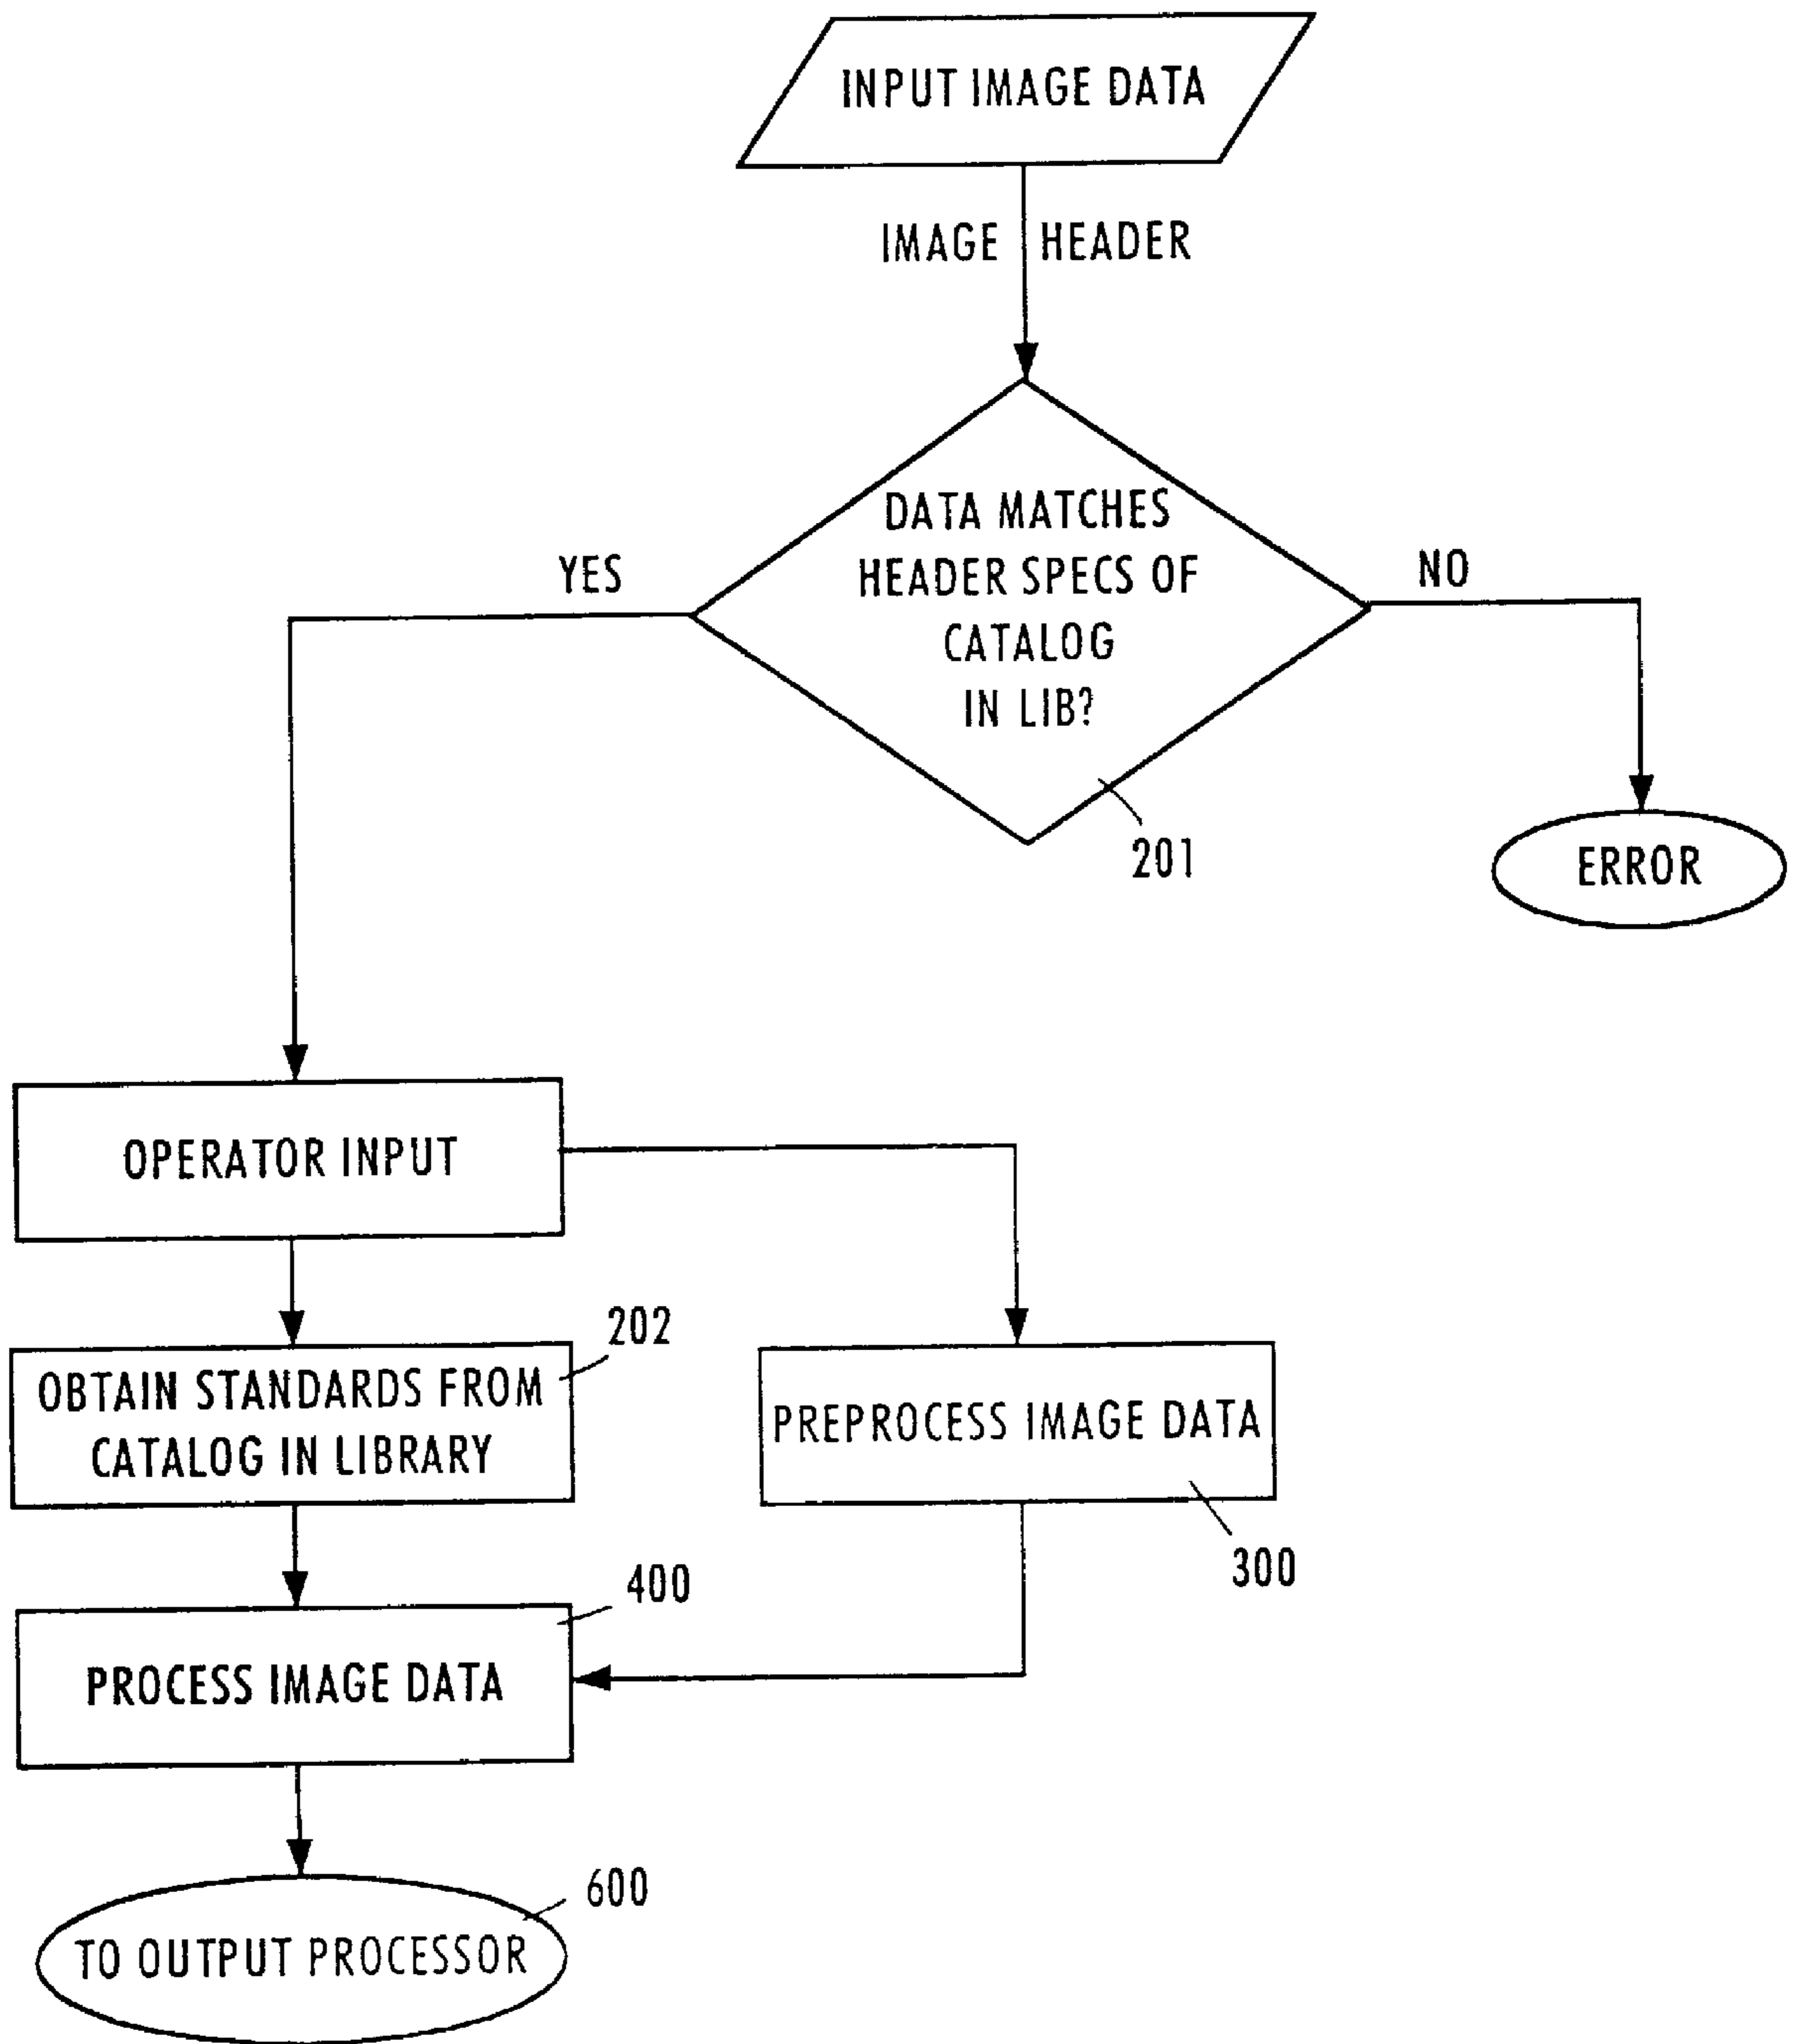 INPUT IMAGE DATA
IMAGE HEADER
DATA MATCHES
HEADER SPECS OF
CATALOG
IN LIB?
YES
NO
201
ERROR
OPERATOR INPUT
202
OBTAIN STANDARDS FROM
CATALOG IN LIBRARY
PREPROCESS IMAGE DATA
300
400
PROCESS IMAGE DATA
600
TO OUTPUT PROCESSOR